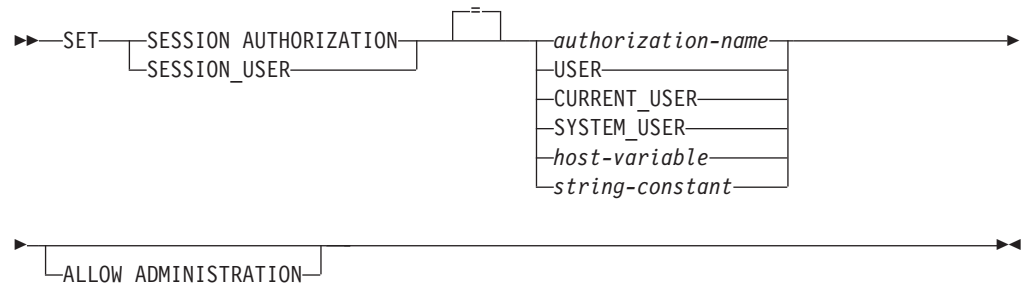 =
SET SESSION AUTHORIZATION authorization-name
SESSION_USER USER
CURRENT_USER
SYSTEM_USER
host-variable
string-constant
ALLOW ADMINISTRATION